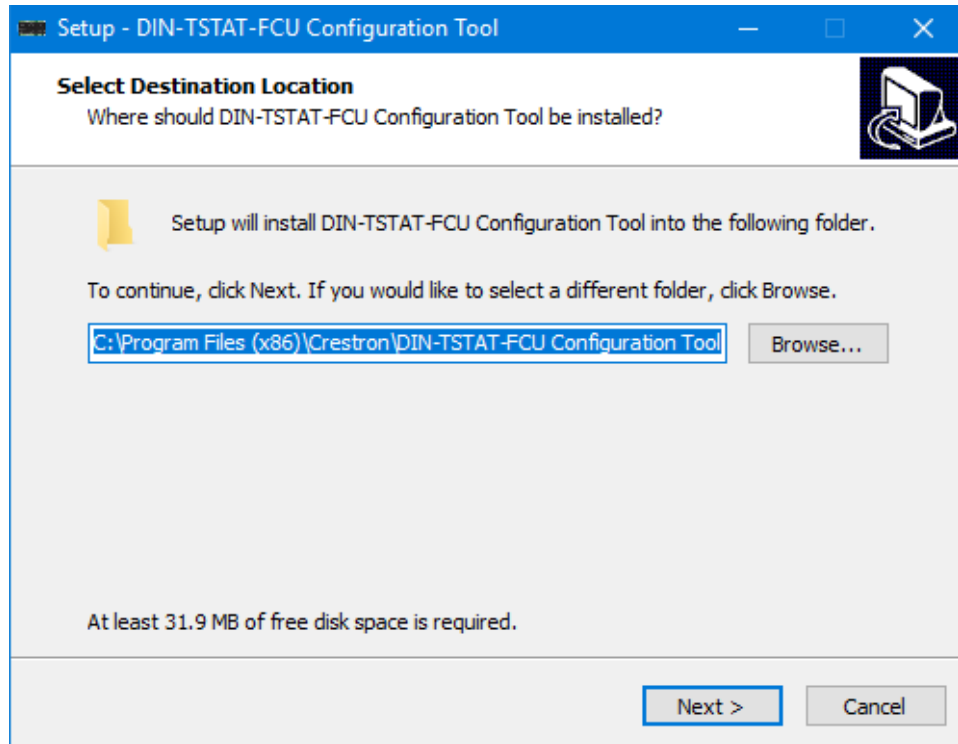 Setup - DIN-TSTAT-FCU Configuration Tool
Select Destination Location
Where should DIN-TSTAT-FCU Configuration Tool be installed?
Setup will install DIN-TSTAT-FCU Configuration Tool into the following folder.
To continue, click Next. If you would like to select a different folder, click Browse.
C:\Program Files (x86)\Crestron\DIN-TSTAT-FCU Configuration Tool
Browse...
At least 31.9 MB of free disk space is required.
Next >
Cancel